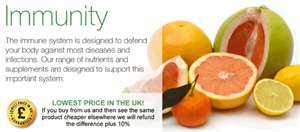 Immunity
The immune system is designed to defend
your body against most diseases and
infections. Our range of nutrients and
supplements are designed to support this
important system.
£
LOWEST PRICE IN THE UK!
if you buy from us and then see the same
product cheaper elsewhere we will refund
the difference plus 10%